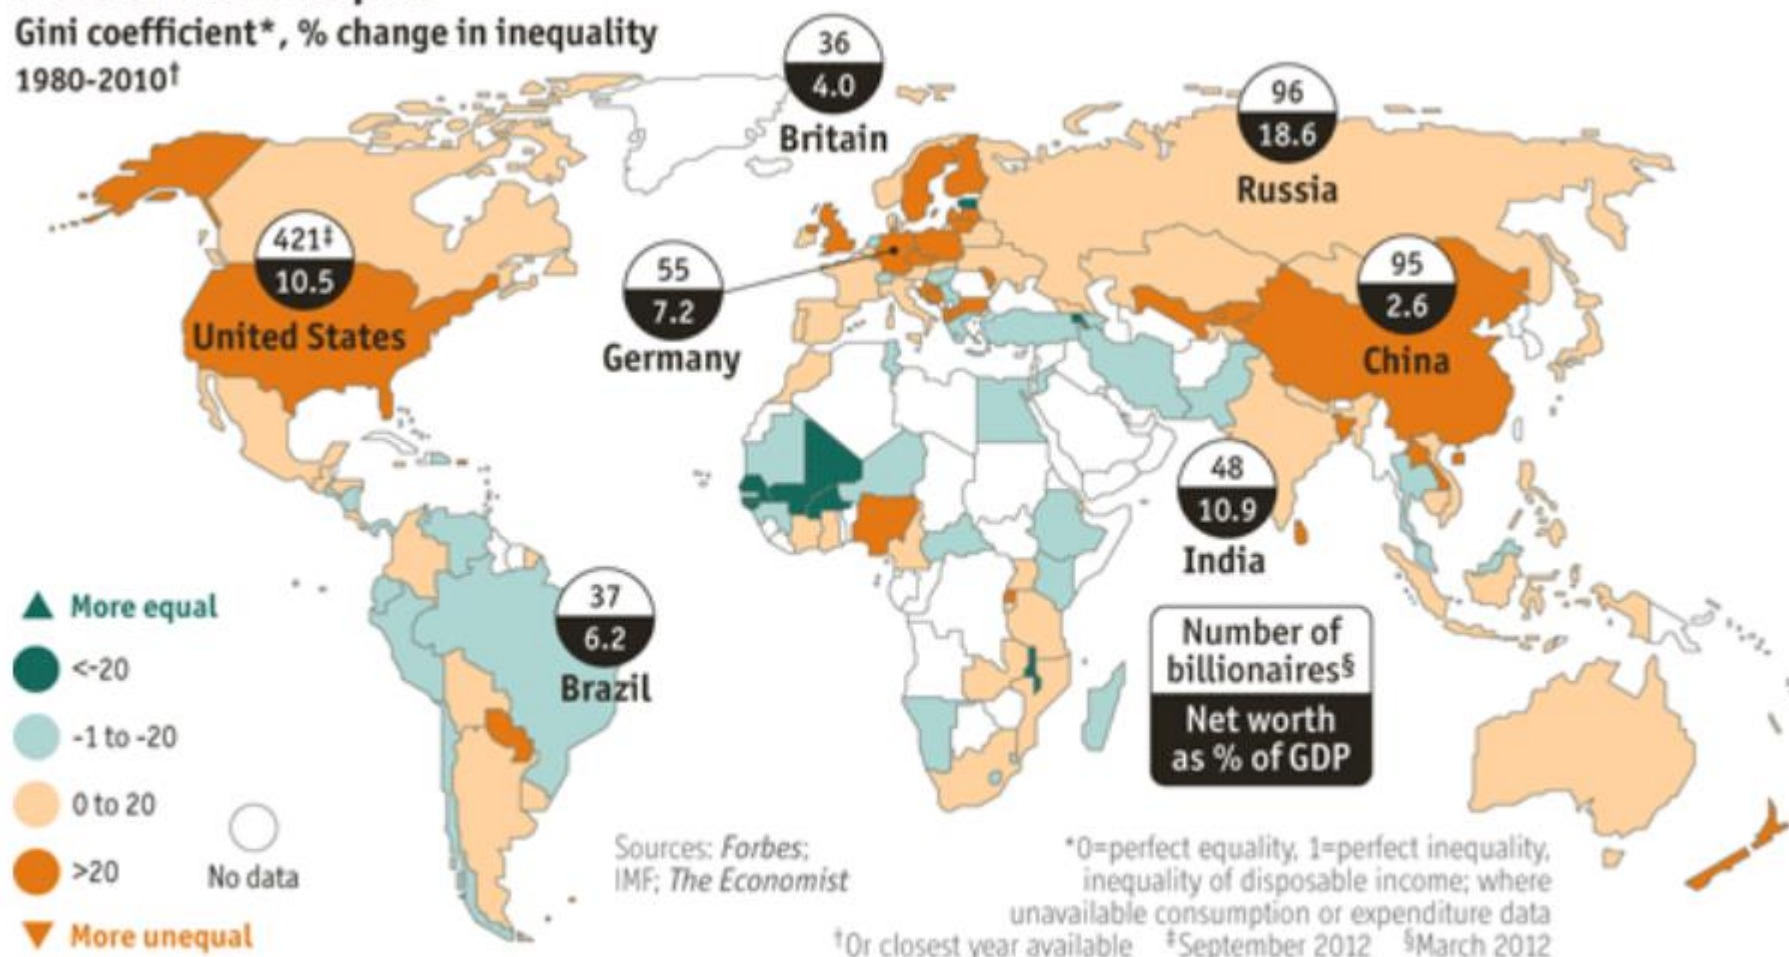 Gini coefficient*, % change in inequality
1980-2010†
36
4.0
Britain
96
18.6
Russia
421‡
10.5
United States
55
7.2
Germany
95
2.6
China
48
10.9
India
37
6.2
Brazil
▲ More equal
<-20
-1 to -20
0 to 20
>20
▼ More unequal
No data
Number of
billionaires§
Net worth
as % of GDP
Sources: Forbes;
IMF; The Economist
*0=perfect equality, 1=perfect inequality,
inequality of disposable income; where
unavailable consumption or expenditure data
†Or closest year available ‡September 2012 §March 2012